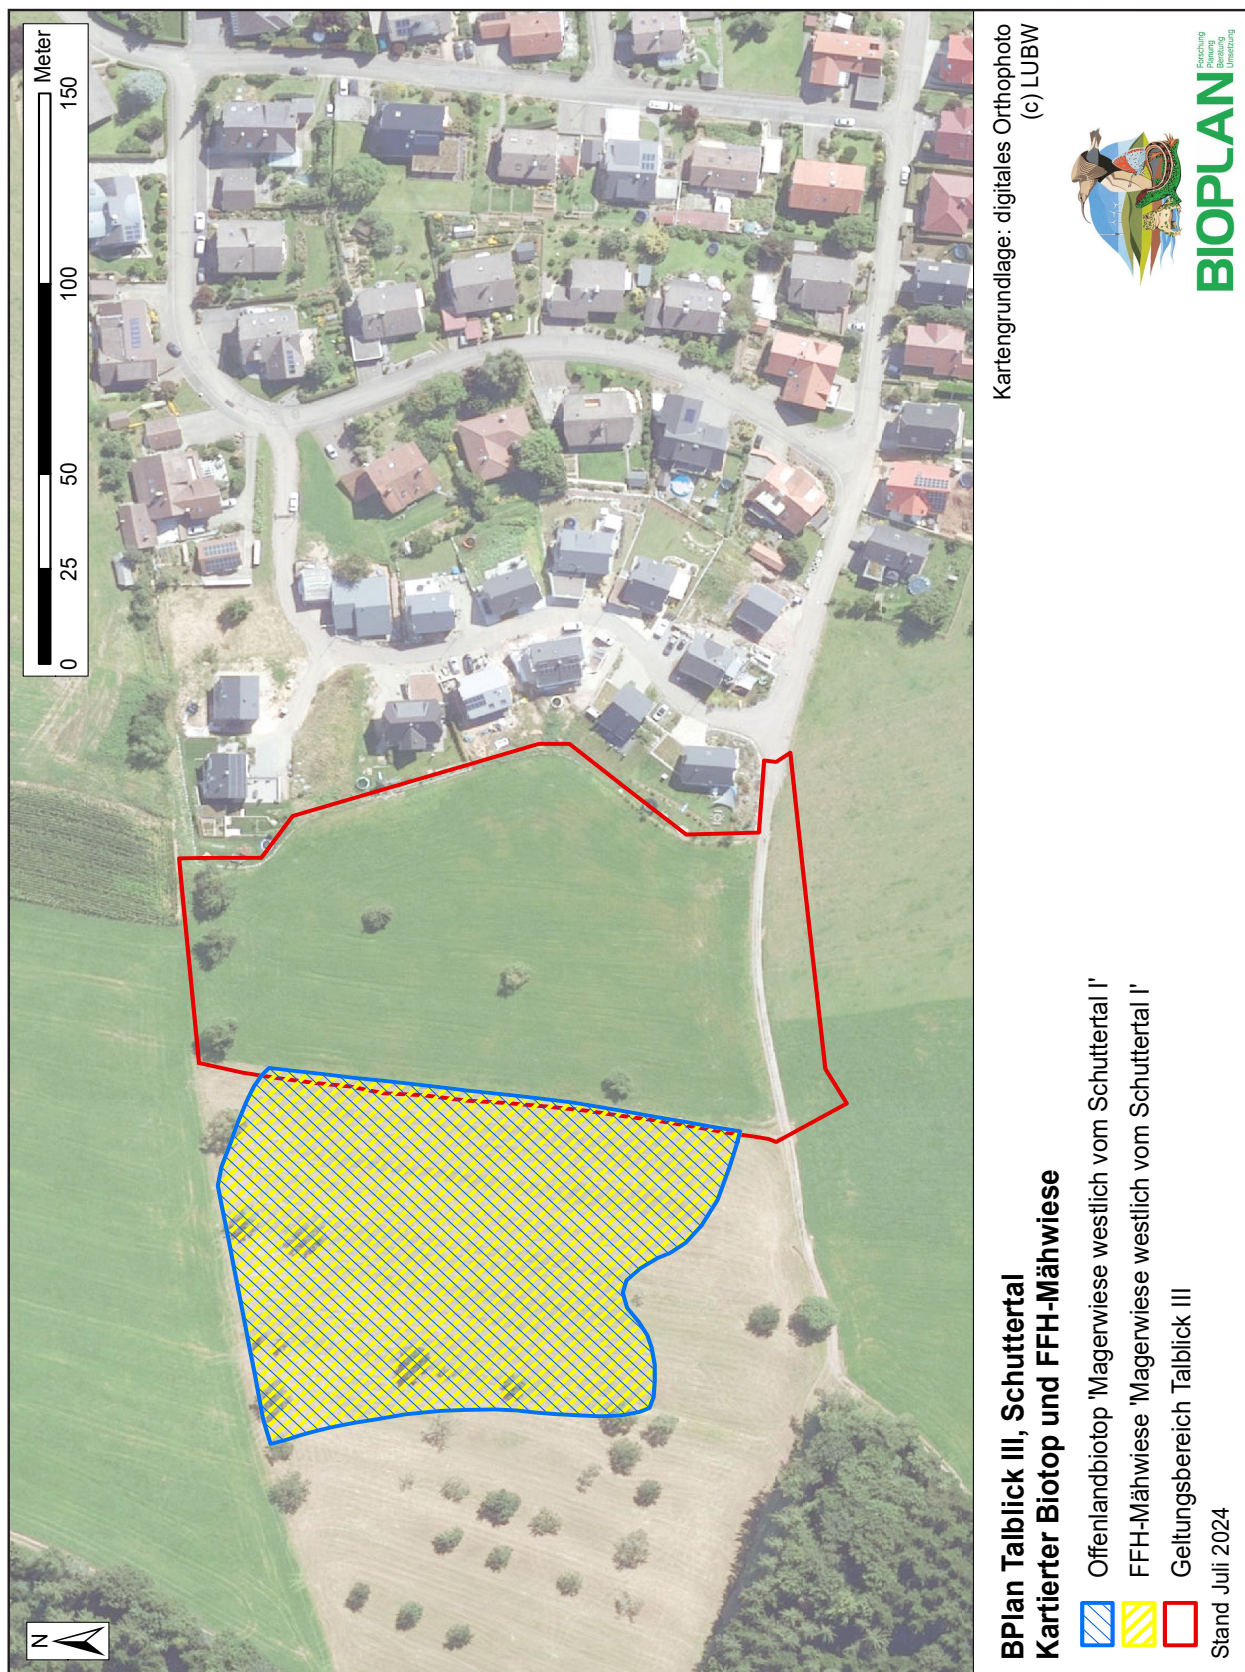 N
0 25 50 100 150 Meter
BPlan Talblick III, Schuttertal
Kartierter Biotop und FFH-Mähwiese
Offenlandbiotop 'Magerwiese westlich vom Schuttertal I'
FFH-Mähwiese 'Magerwiese westlich vom Schuttertal I'
Geltungsbereich Talblick III
Stand Juli 2024
Kartengrundlage: digitales Orthophoto
(c) LUBW
BIOPLAN
Forschung
Planung
Beratung
Umsetzung